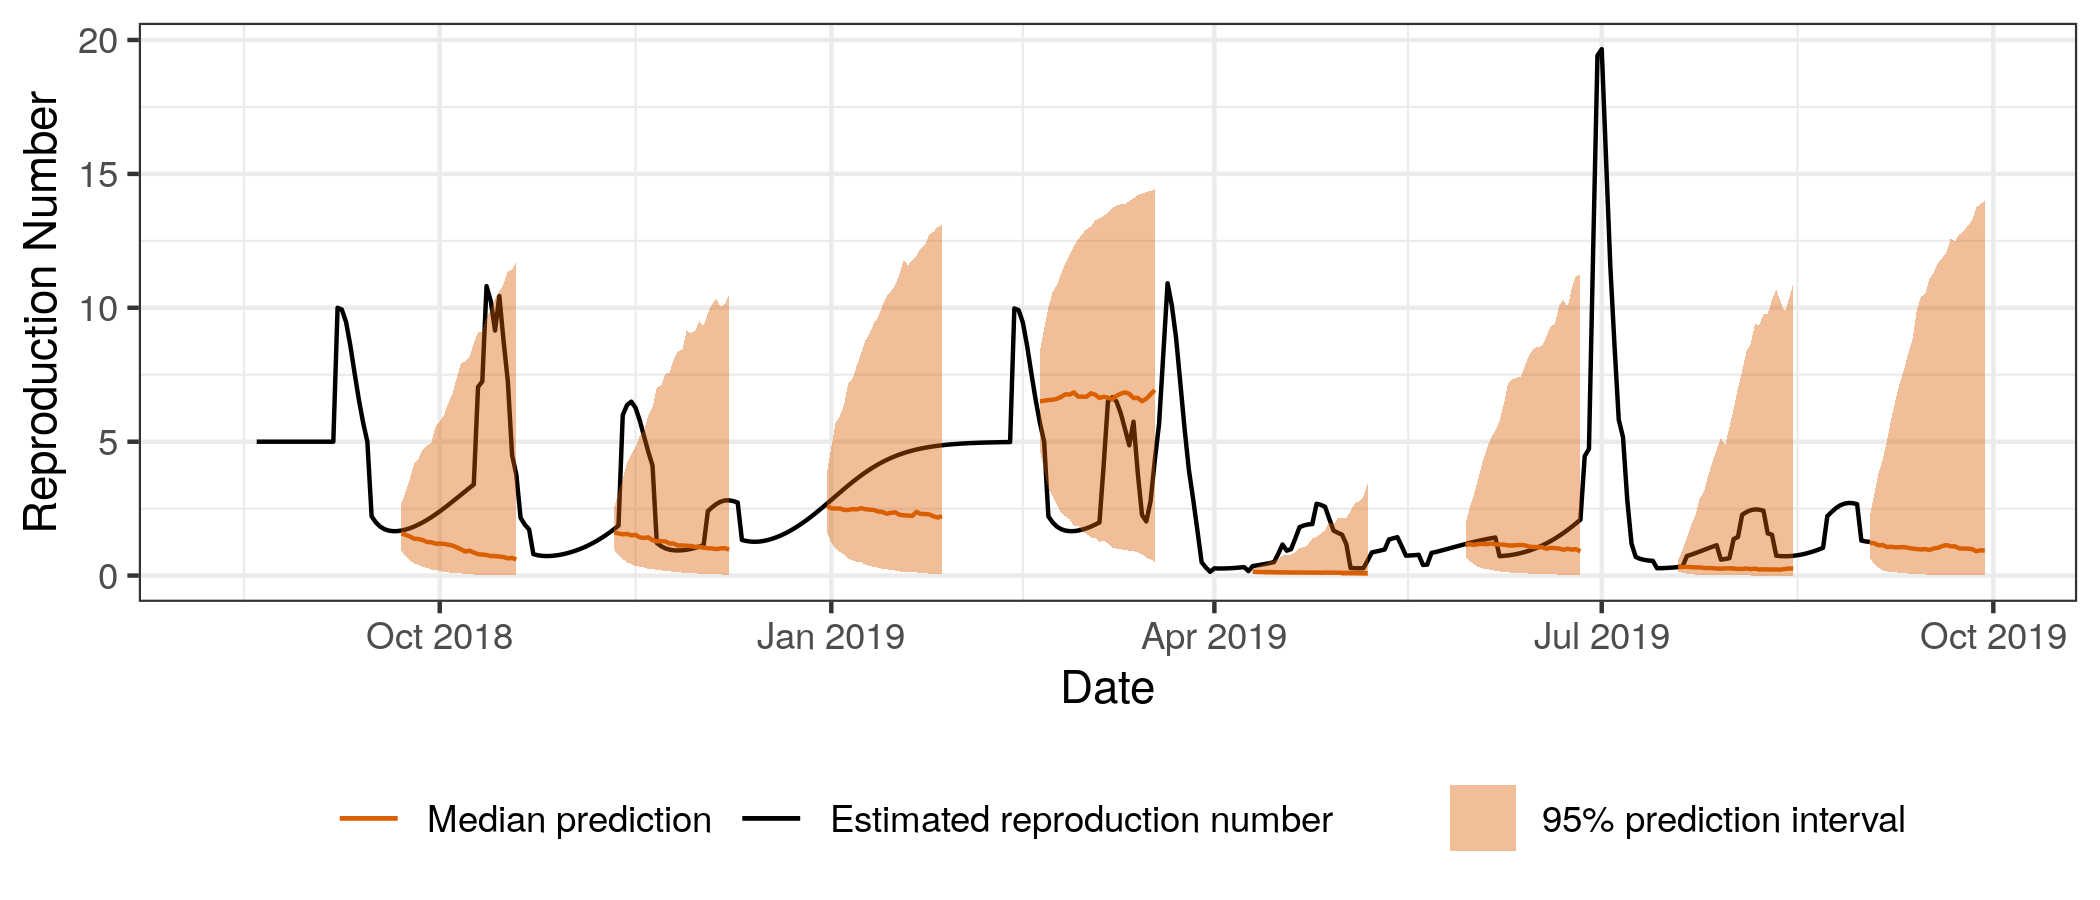 Reproduction Number
20
15
10
5
0
Oct 2018
Jan 2019
Apr 2019
Jul 2019
Oct 2019
Date
Median prediction
Estimated reproduction number
95% prediction interval